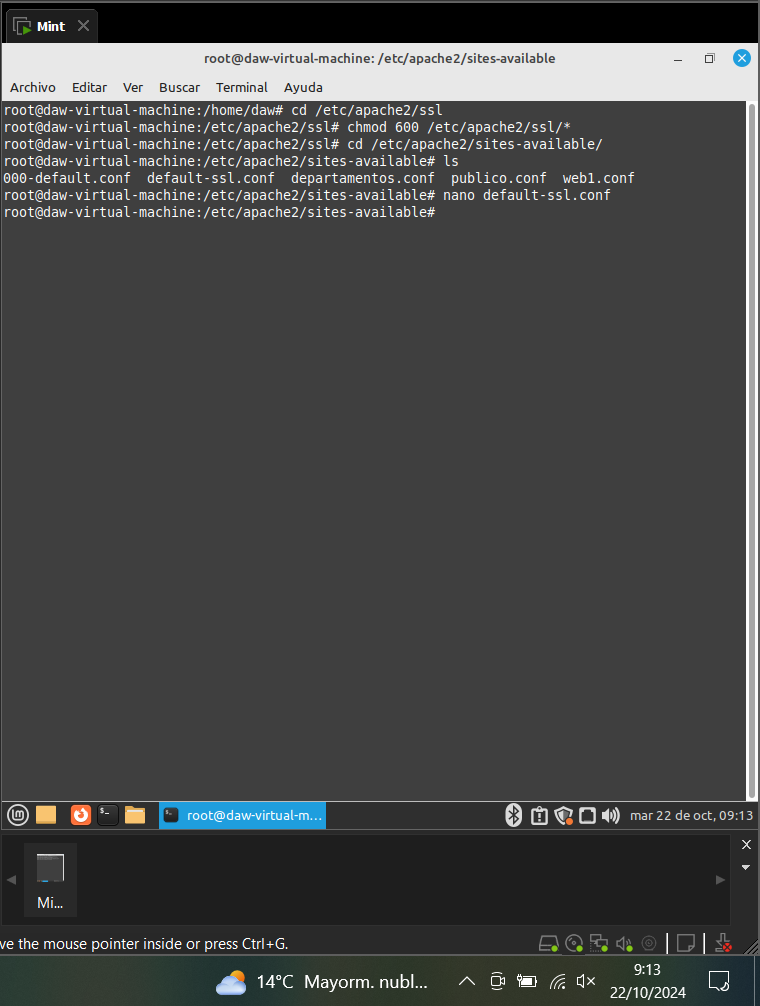 Mint
root@daw-virtual-machine: /etc/apache2/sites-available
Archivo Editar Ver Buscar Terminal Ayuda
root@daw-virtual-machine:/home/daw# cd /etc/apache2/ssl
root@daw-virtual-machine:/etc/apache2/ssl# chmod 600 /etc/apache2/ssl/*
root@daw-virtual-machine:/etc/apache2/ssl# cd /etc/apache2/sites-available/
root@daw-virtual-machine:/etc/apache2/sites-available# ls
000-default.conf  default-ssl.conf  departamentos.conf  publico.conf  web1.conf
root@daw-virtual-machine:/etc/apache2/sites-available# nano default-ssl.conf
root@daw-virtual-machine:/etc/apache2/sites-available#
root@daw-virtual-m... mar 22 de oct, 09:13
Mi...
ve the mouse pointer inside or press Ctrl+G.
14°C Mayorm. nubl... 9:13
22/10/2024